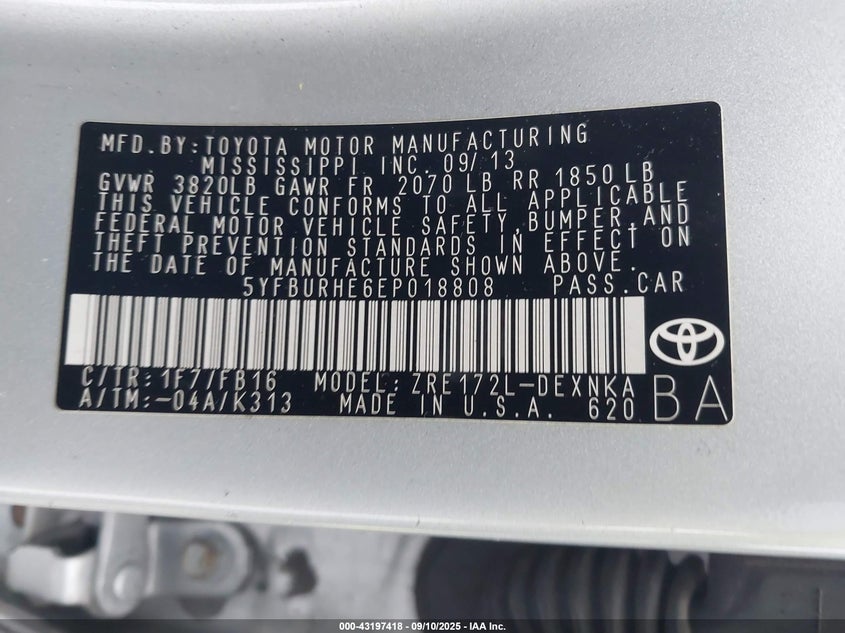 MFD.BY:TOYOTA MOTOR MANUFACTURING
MISSISSIPPI INC. 09/13
GVWR 3820LB GAWR FR 2070 LB RR 1850 LB
THIS VEHICLE CONFORMS TO ALL APPLICABLE
FEDERAL MOTOR VEHICLE SAFETY,BUMPER,AND
THEFT PREVENTION STANDARDS IN EFFECT ON
THE DATE OF MANUFACTURE SHOWN ABOVE.
5YFBURHE6EP018808 PASS.CAR
C/TR:1F7/FB16 MODEL:ZRE172L-DEXNKA
A/TM:-04A/K313 MADE IN U.S.A. 620
BA
000-43197418 - 09/10/2025 - IAA Inc.